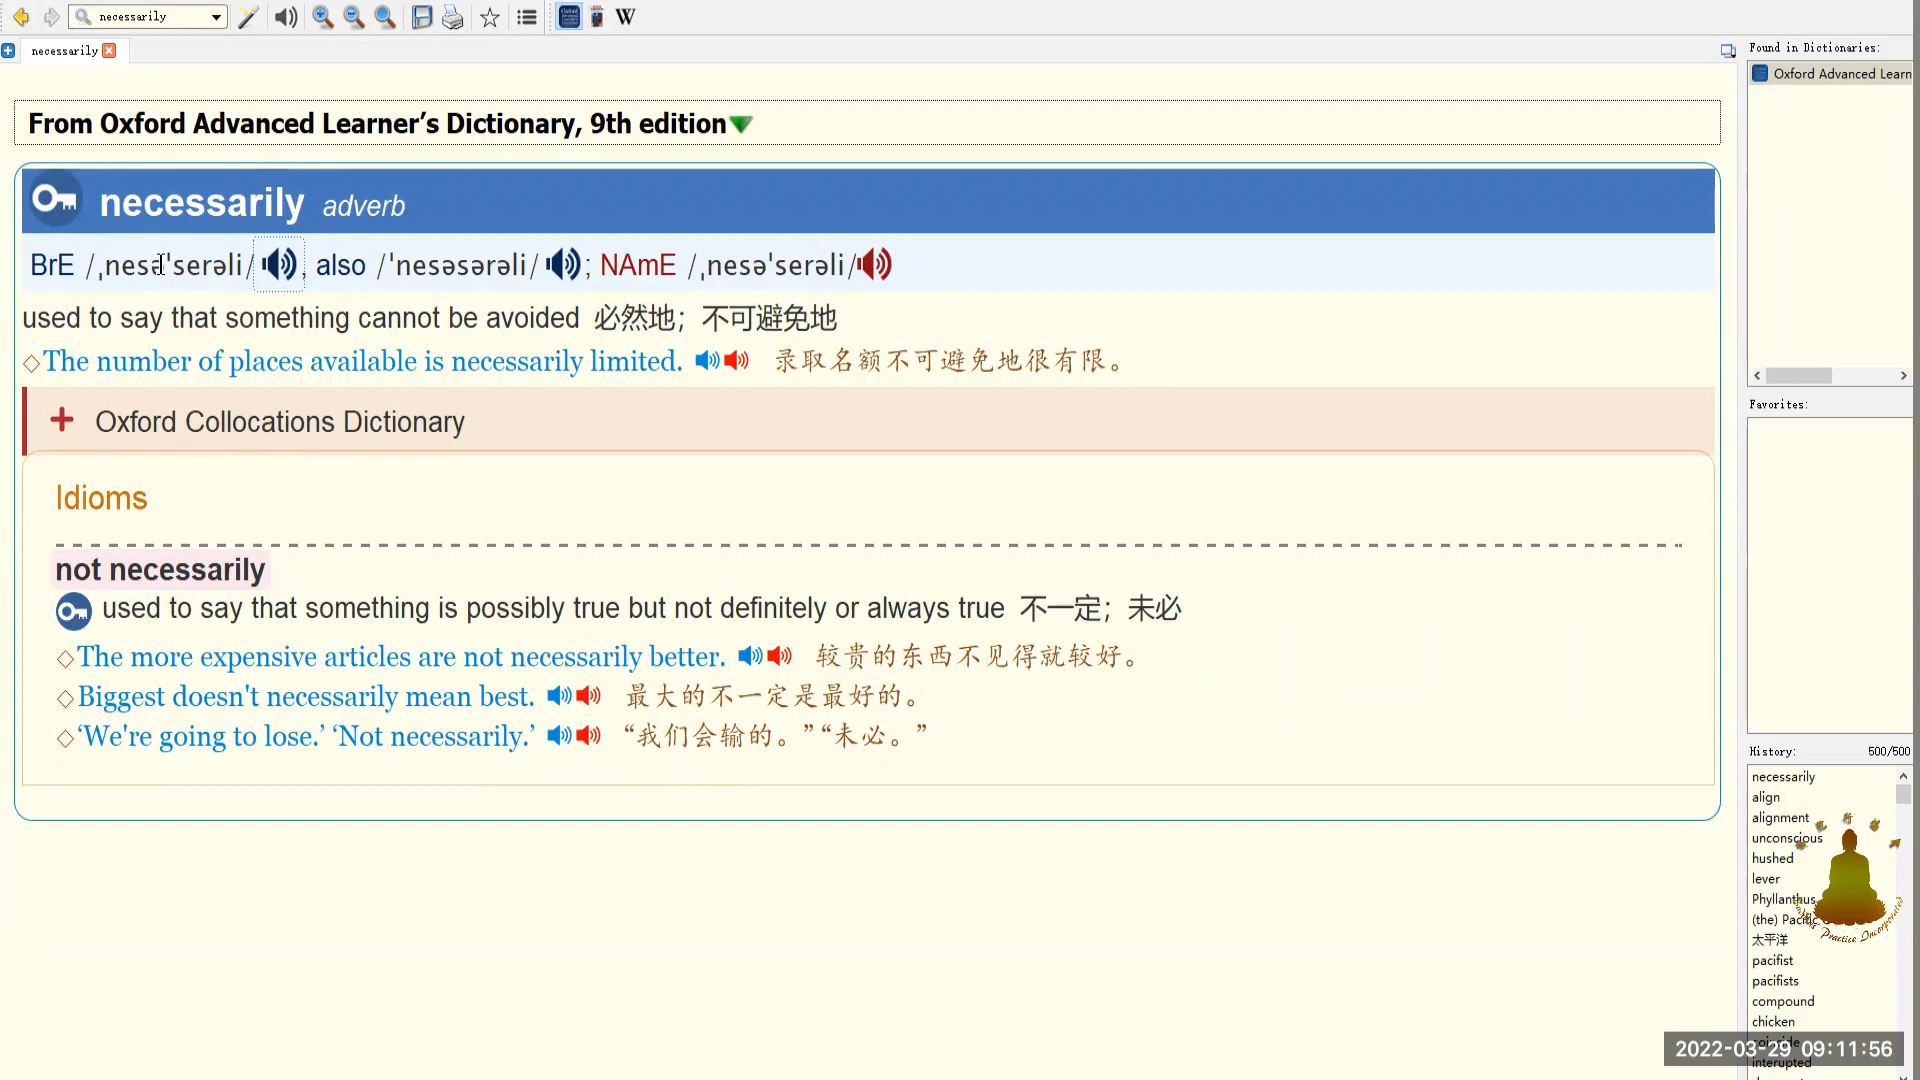 necessarily
W
necessarily
From Oxford Advanced Learner’s Dictionary, 9th edition
necessarily adverb
BrE /ˌnesəˈserəli/ , also /ˈnesəsərəli/ ; NAmE /ˌnesəˈserəli/
used to say that something cannot be avoided 必然地；不可避免地
The number of places available is necessarily limited. 录取名额不可避免地很有限。
Oxford Collocations Dictionary
Idioms
not necessarily
used to say that something is possibly true but not definitely or always true 不一定；未必
The more expensive articles are not necessarily better. 较贵的东西不见得就较好。
Biggest doesn't necessarily mean best. 最大的不一定是最好的。
‘We're going to lose.’ ‘Not necessarily.’ “我们会输的。”“未必。”
Found in Dictionaries:
Oxford Advanced Learn
Favorites:
History: 500/500
necessarily
align
alignment
unconscious
hushed
lever
Phyllanthus
(the) Pacific
太平洋
pacifist
pacifists
compound
chicken
interupted
Practice Incorporated
2022-03-29 09:11:56